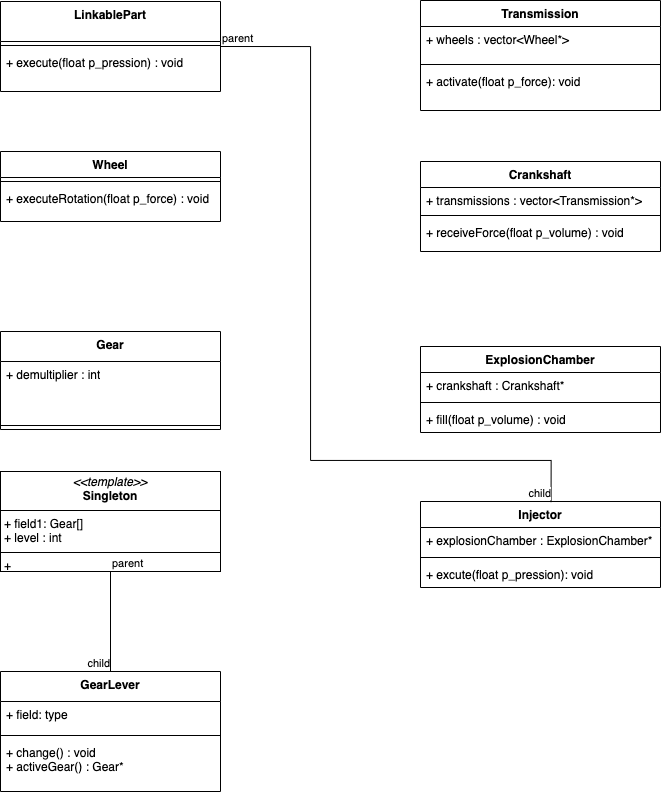 LinkablePart
+ execute(float p_pression) : void
parent
Transmission
+ wheels : vector<Wheel*>
+ activate(float p_force): void
Wheel
+ executeRotation(float p_force) : void
Crankshaft
+ transmissions : vector<Transmission*>
+ receiveForce(float p_volume) : void
Gear
+ demultiplier : int
ExplosionChamber
+ crankshaft : Crankshaft*
+ fill(float p_volume) : void
<<template>>
Singleton
+ field1: Gear[]
+ level : int
+
parent
child
Injector
+ explosionChamber : ExplosionChamber*
+ excute(float p_pression): void
child
GearLever
+ field: type
+ change() : void
+ activeGear() : Gear*